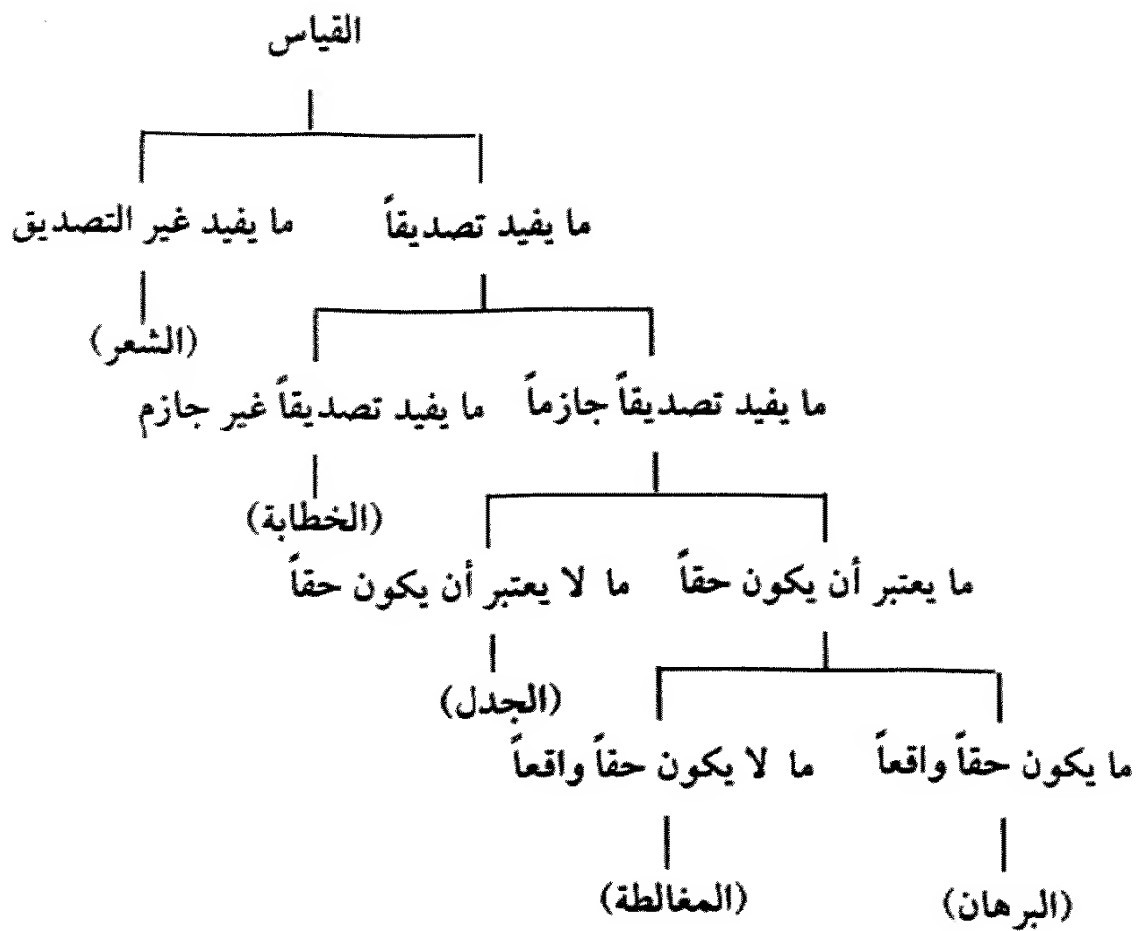 القياس
ما يفيد تصديقاً
ما يفيد غير التصديق
(الشعر)
ما يفيد تصديقاً جازماً
ما يفيد تصديقاً غير جازم
(الخطابة)
ما يعتبر أن يكون حقاً
ما لا يعتبر أن يكون حقاً
(الجدل)
ما يكون حقاً واقعاً
ما لا يكون حقاً واقعاً
(البرهان)
(المغالطة)